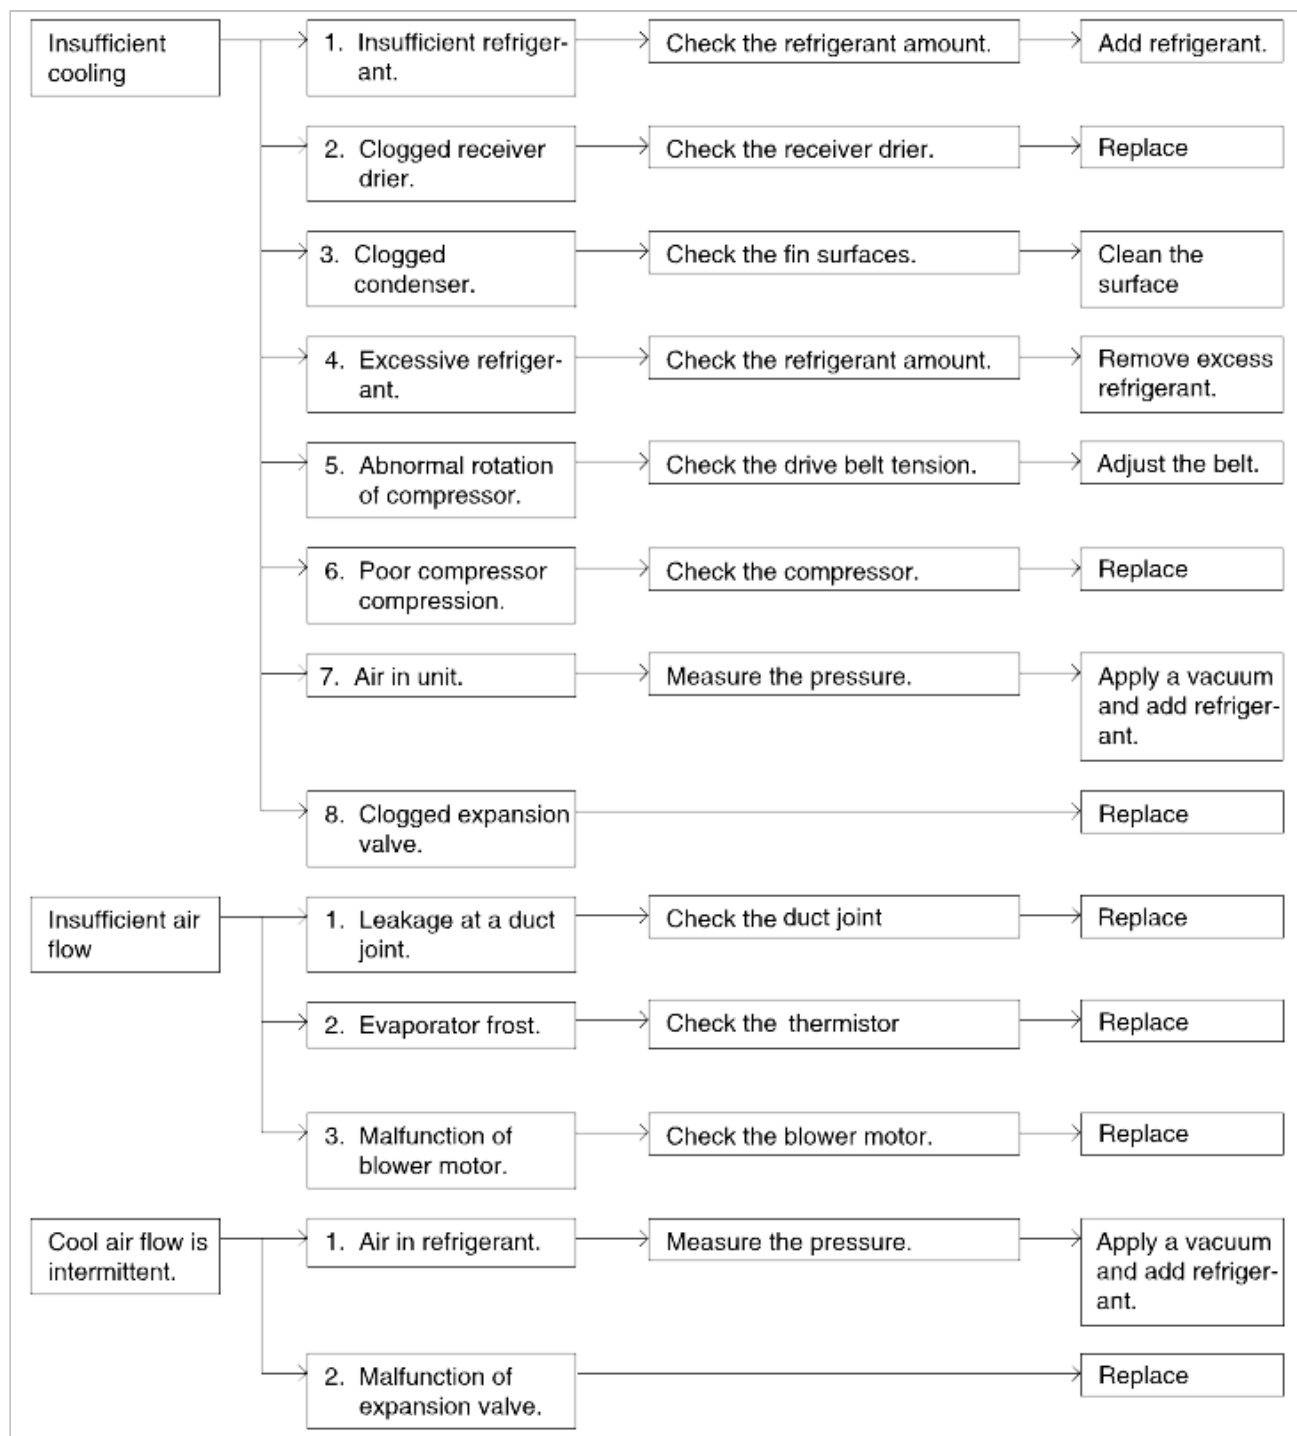 Insufficient
cooling
1. Insufficient refriger-
ant.
Check the refrigerant amount.
Add refrigerant.
2. Clogged receiver
drier.
Check the receiver drier.
Replace
3. Clogged
condenser.
Check the fin surfaces.
Clean the
surface
4. Excessive refriger-
ant.
Check the refrigerant amount.
Remove excess
refrigerant.
5. Abnormal rotation
of compressor.
Check the drive belt tension.
Adjust the belt.
6. Poor compressor
compression.
Check the compressor.
Replace
7. Air in unit.
Measure the pressure.
Apply a vacuum
and add refriger-
ant.
8. Clogged expansion
valve.
Replace
Insufficient air
flow
1. Leakage at a duct
joint.
Check the duct joint
Replace
2. Evaporator frost.
Check the thermistor
Replace
3. Malfunction of
blower motor.
Check the blower motor.
Replace
Cool air flow is
intermittent.
1. Air in refrigerant.
Measure the pressure.
Apply a vacuum
and add refriger-
ant.
2. Malfunction of
expansion valve.
Replace